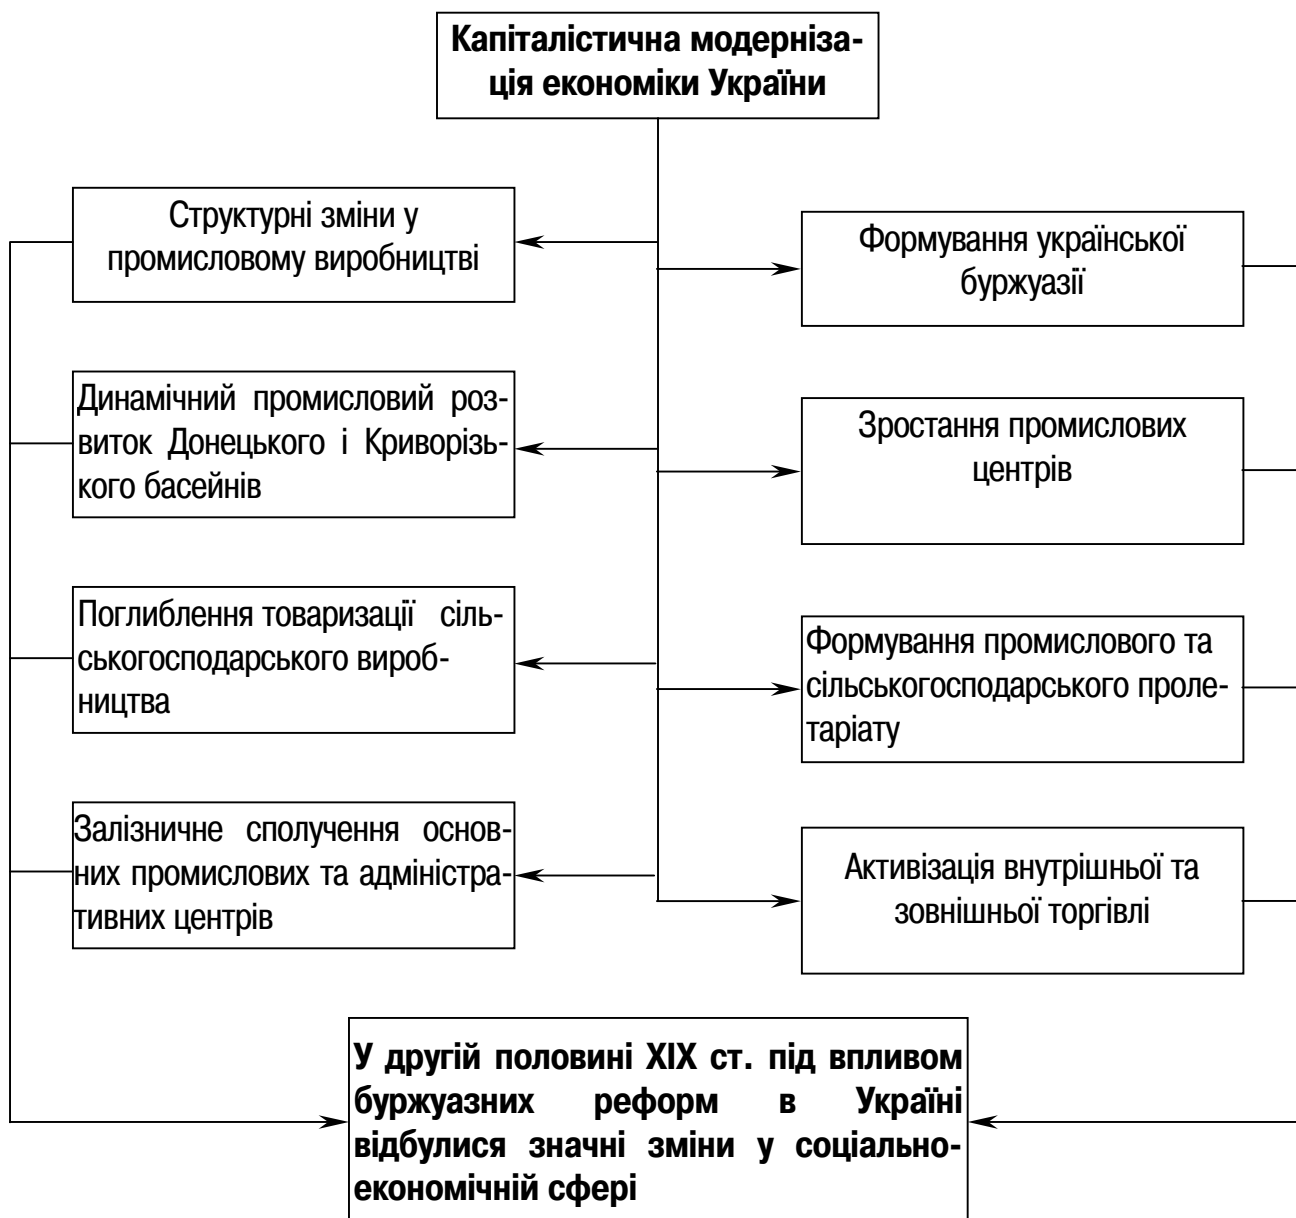 Капіталістична модерніза-
ція економіки України
Структурні зміни у
промисловому виробництві
Динамічний промисловий роз-
виток Донецького і Криворізь-
кого басейнів
Поглиблення товаризації сіль-
ськогосподарського вироб-
ництва
Залізничне сполучення основ-
них промислових та адміністра-
тивних центрів
Формування української
буржуазії
Зростання промислових
центрів
Формування промислового та
сільськогосподарського проле-
таріату
Активізація внутрішньої та
зовнішньої торгівлі
У другій половині XIX ст. під впливом
буржуазних реформ в Україні
відбулися значні зміни у соціально-
економічній сфері